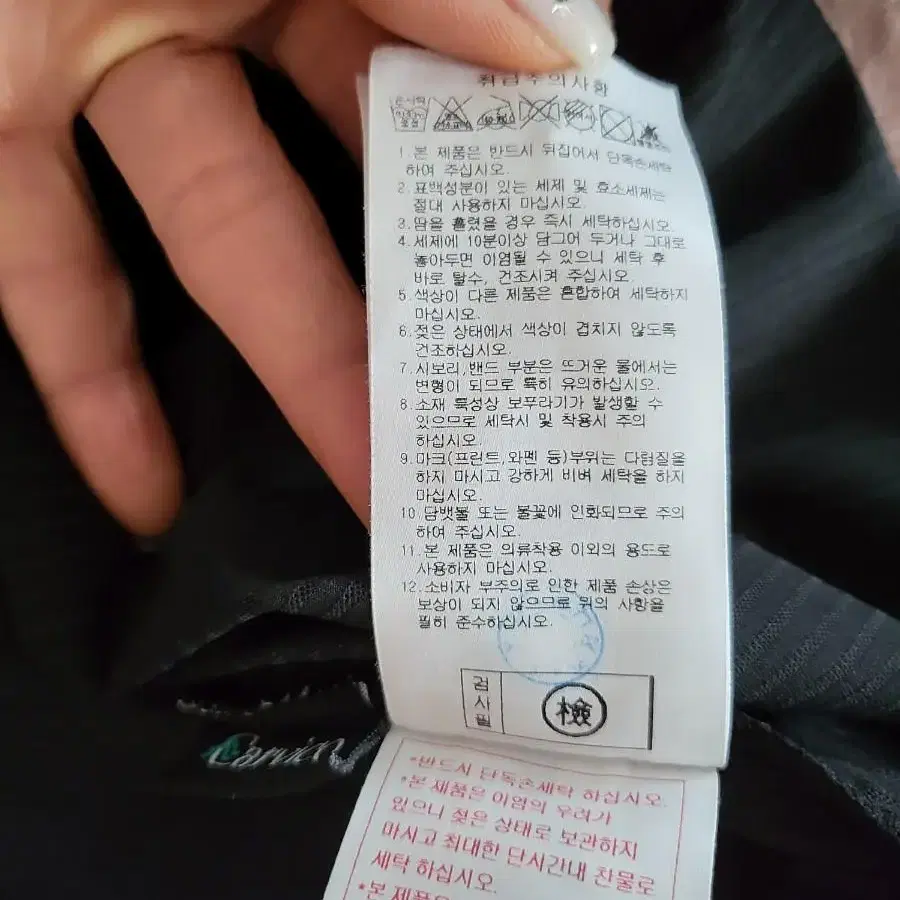 취급주의사항
1. 본 제품은 반드시 뒤집어서 단독손세탁
하여 주십시오.
2. 표백성분이 있는 세제 및 효소세제는
절대 사용하지 마십시오.
3. 땀을 흘렸을 경우 즉시 세탁하십시오.
4. 세제에 10분이상 담그어 두거나 그대로
놓아두면 이염될 수 있으니 세탁 후
바로 탈수, 건조시켜 주십시오.
5. 색상이 다른 제품은 혼합하여 세탁하지
마십시오.
6. 젖은 상태에서 색상이 겹치지 않도록
건조하십시오.
7. 시보리,밴드 부분은 뜨거운 물에서는
변형이 되므로 특히 유의하십시오.
8. 소재 특성상 보푸라기가 발생할 수
있으므로 세탁시 및 착용시 주의
하십시오.
9. 마크(프린트,와펜 등)부위는 다림질을
하지 마시고 강하게 비벼 세탁을 하지
마십시오.
10. 담뱃불 또는 불꽃에 인화되므로 주의
하여 주십시오.
11. 본 제품은 의류착용 이외의 용도로
사용하지 마십시오.
12. 소비자 부주의로 인한 제품 손상은
보상이 되지 않으므로 위의 사항을
필히 준수하십시오.
검사필
檢
Carvico
*반드시 단독손세탁 하십시오.
*본 제품은 이염의 우려가
있으니 젖은 상태로 보관하지
마시고 최대한 단시간내 찬물로
세탁 하십시오.
*본 제품은